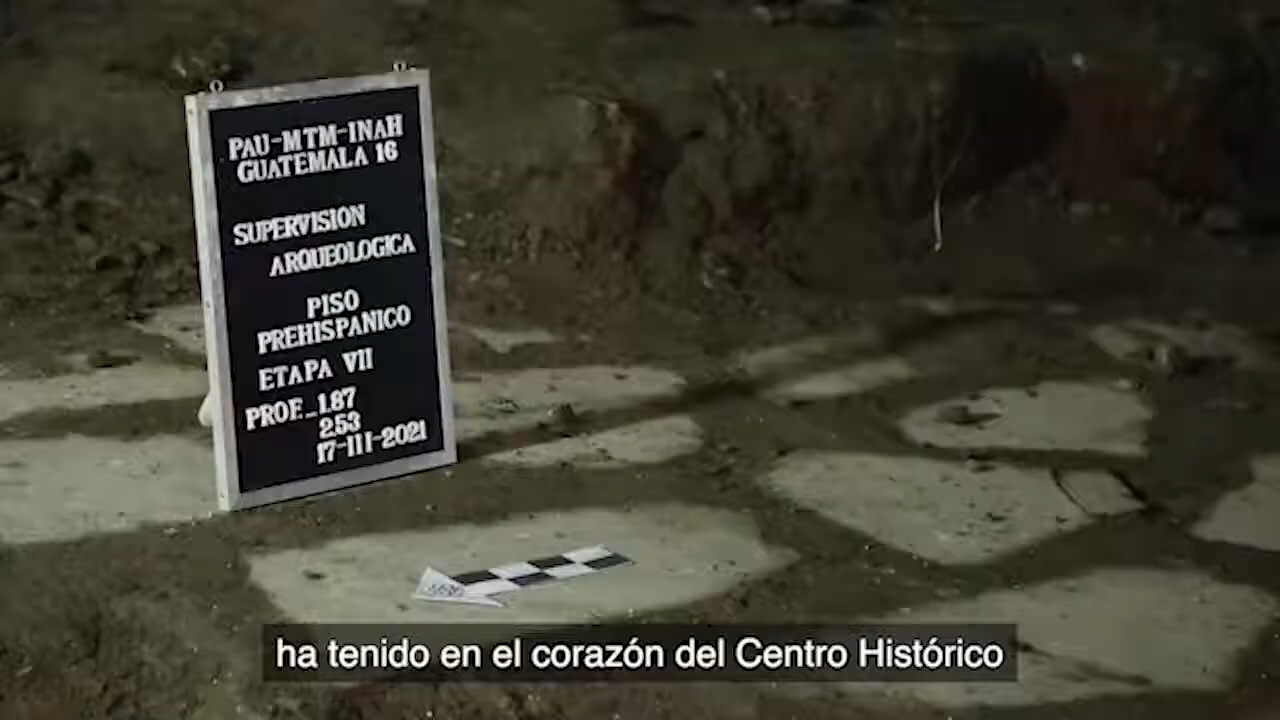 PAU-MTM-INAH
GUATEMALA 16
SUPERVISION
ARQUEOLOGICA
PISO
PREHISPANICO
ETAPA VII
PROF._1.87
2.53
17-III-2021
ha tenido en el corazón del Centro Histórico